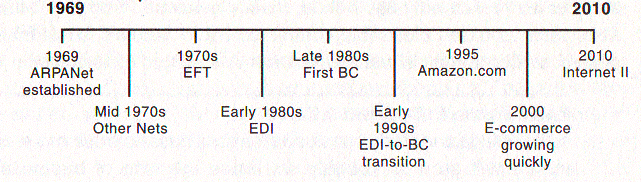 1969
2010
1969
ARPANet
established
Mid 1970s
Other Nets
1970s
EFT
Early 1980s
EDI
Late 1980s
First BC
Early
1990s
EDI-to-BC
transition
1995
Amazon.com
2000
E-commerce
growing
quickly
2010
Internet II